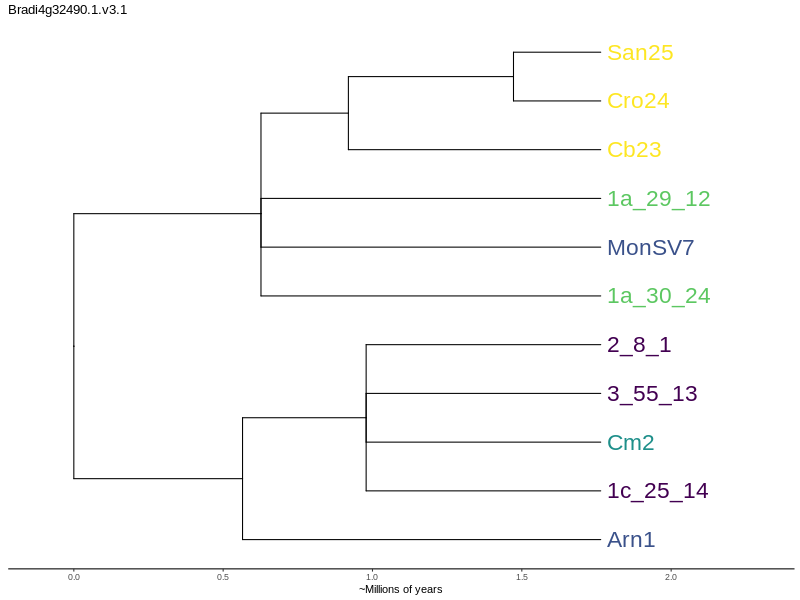 Bradi4g32490.1.v3.1
San25
Cro24
Cb23
1a_29_12
MonSV7
1a_30_24
2_8_1
3_55_13
Cm2
1c_25_14
Arn1
0.0 0.5 1.0 1.5 2.0
~Millions of years